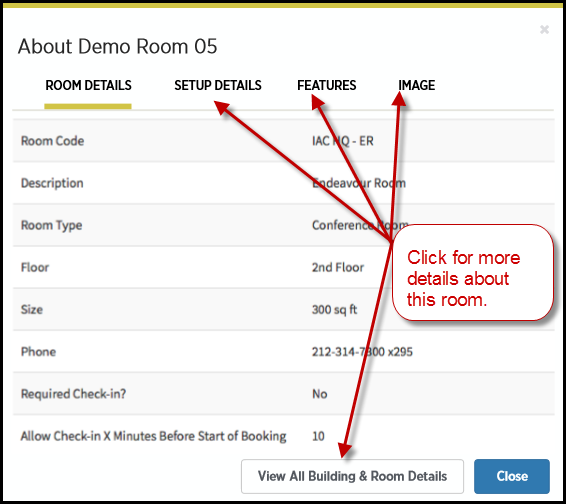 ×
About Demo Room 05
ROOM DETAILS SETUP DETAILS FEATURES IMAGE
Room Code IAC HQ - ER
Description Endeavour Room
Room Type Conference Room
Floor 2nd Floor
Size 300 sq ft
Phone 212-314-7300 x295
Required Check-in? No
Allow Check-in X Minutes Before Start of Booking 10
Click for more
details about
this room.
View All Building & Room Details Close